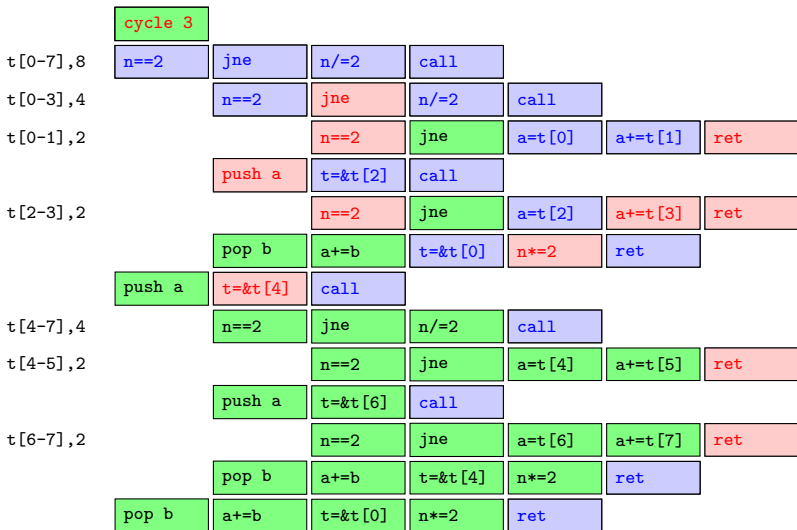 cycle 3
t[0-7],8 n==2 jne n/=2 call
t[0-3],4 n==2 jne n/=2 call
t[0-1],2 n==2 jne a=t[0] a+=t[1] ret
push a t=&t[2] call
t[2-3],2 n==2 jne a=t[2] a+=t[3] ret
pop b a+=b t=&t[0] n*=2 ret
push a t=&t[4] call
t[4-7],4 n==2 jne n/=2 call
t[4-5],2 n==2 jne a=t[4] a+=t[5] ret
push a t=&t[6] call
t[6-7],2 n==2 jne a=t[6] a+=t[7] ret
pop b a+=b t=&t[4] n*=2 ret
pop b a+=b t=&t[0] n*=2 ret